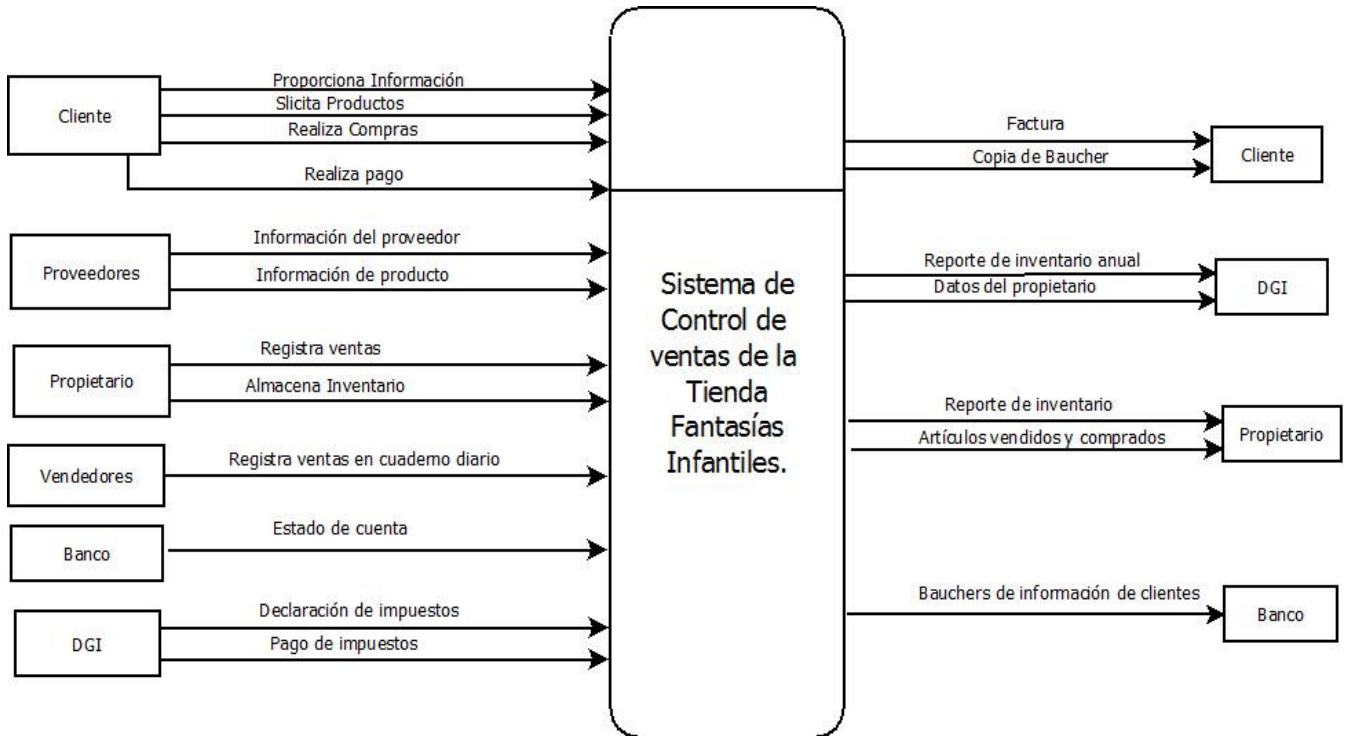 Cliente
Proporciona Información
Slicita Productos
Realiza Compras
Realiza pago
Proveedores
Información del proveedor
Información de producto
Propietario
Registra ventas
Almacena Inventario
Vendedores
Registra ventas en cuaderno diario
Banco
Estado de cuenta
DGI
Declaración de impuestos
Pago de impuestos
Sistema de
Control de
ventas de la
Tienda
Fantasías
Infantiles.
Factura
Copia de Baucher
Cliente
Reporte de inventario anual
Datos del propietario
DGI
Reporte de inventario
Artículos vendidos y comprados
Propietario
Bauchers de información de clientes
Banco